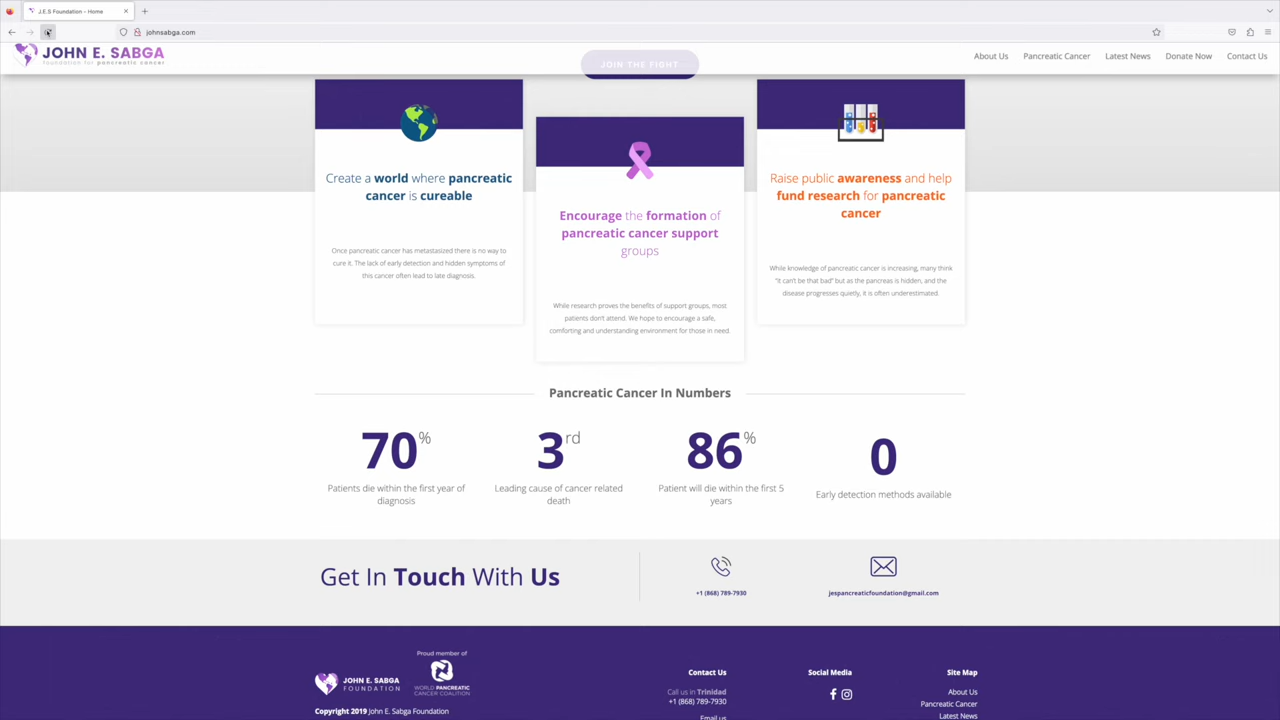 J.E.S Foundation - Home
johnsabga.com
JOHN E. SABGA
foundation for pancreatic cancer
JOIN THE FIGHT
About Us
Pancreatic Cancer
Latest News
Donate Now
Contact Us
Create a world where pancreatic
cancer is cureable
Once pancreatic cancer has metastasized there is no way to
cure it. The lack of early detection and hidden symptoms of
this cancer often lead to late diagnosis.
Encourage the formation of
pancreatic cancer support
groups
While research proves the benefits of support groups, most
patients don't attend. We hope to encourage a safe,
comforting and understanding environment for those in need.
Raise public awareness and help
fund research for pancreatic
cancer
While knowledge of pancreatic cancer is increasing, many think
"it can't be that bad" but as the pancreas is hidden, and the
disease progresses quietly, it is often underestimated.
Pancreatic Cancer In Numbers
70%
Patients die within the first year of
diagnosis
3rd
Leading cause of cancer related
death
86%
Patient will die within the first 5
years
0
Early detection methods available
Get In Touch With Us
+1 (868) 789-7930
jespancreaticfoundation@gmail.com
JOHN E. SABGA
FOUNDATION
Proud member of
WORLD PANCREATIC
CANCER COALITION
Copyright 2019 John E. Sabga Foundation
Contact Us
Call us in Trinidad
+1 (868) 789-7930
Email us
Social Media
Site Map
About Us
Pancreatic Cancer
Latest News